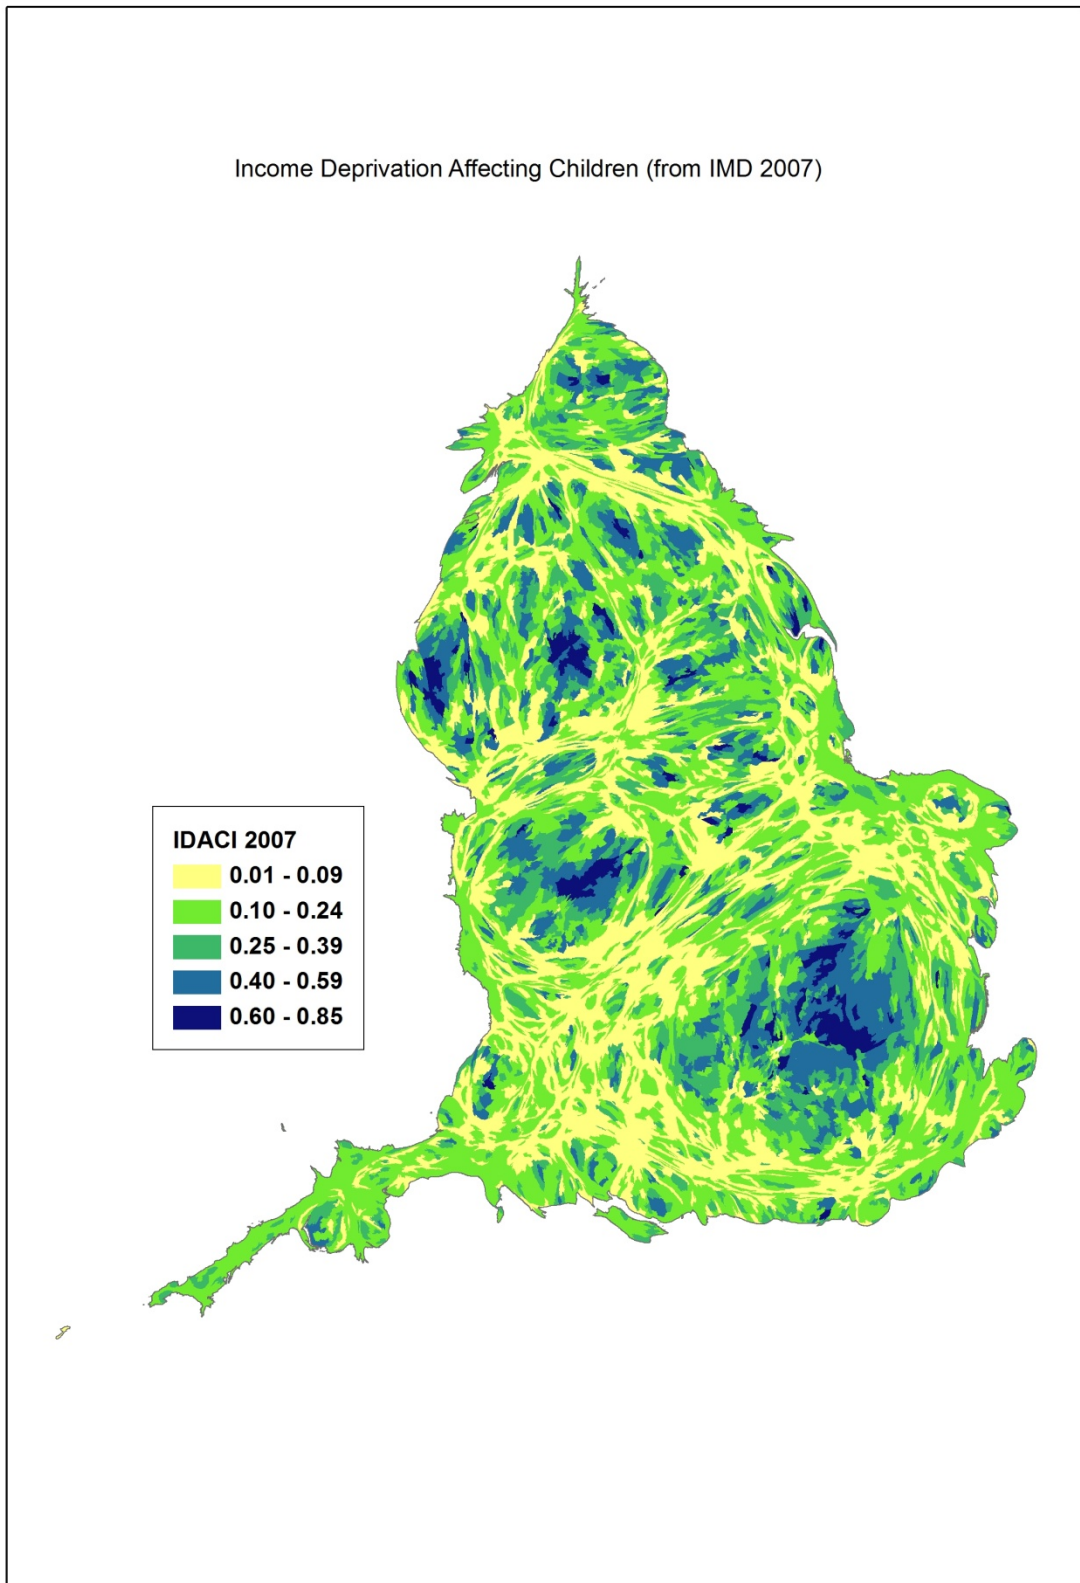 Income Deprivation Affecting Children (from IMD 2007)
IDACI 2007
0.01 - 0.09
0.10 - 0.24
0.25 - 0.39
0.40 - 0.59
0.60 - 0.85